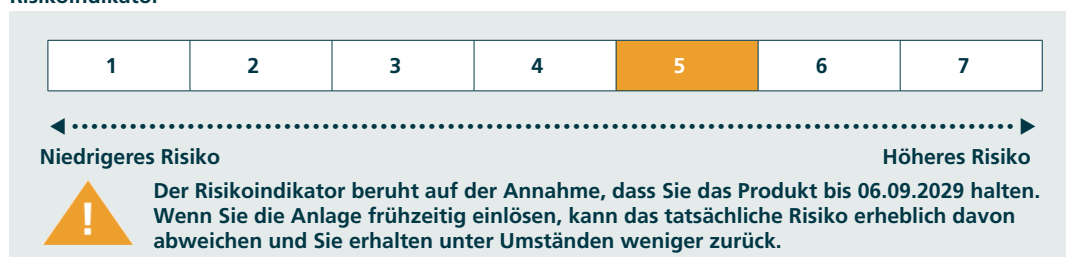 Risikoindikator
1 2 3 4 5 6 7
Niedrigeres Risiko Höheres Risiko
Der Risikoindikator beruht auf der Annahme, dass Sie das Produkt bis 06.09.2029 halten.
! Wenn Sie die Anlage frühzeitig einlösen, kann das tatsächliche Risiko erheblich davon
abweichen und Sie erhalten unter Umständen weniger zurück.